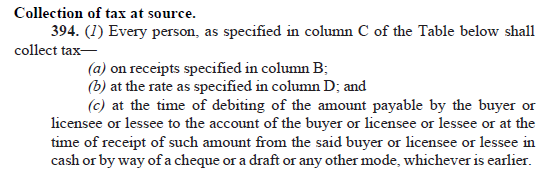 Collection of tax at source.
394. (1) Every person, as specified in column C of the Table below shall
collect tax—
(a) on receipts specified in column B;
(b) at the rate as specified in column D; and
(c) at the time of debiting of the amount payable by the buyer or
licensee or lessee to the account of the buyer or licensee or lessee or at the
time of receipt of such amount from the said buyer or licensee or lessee in
cash or by way of a cheque or a draft or any other mode, whichever is earlier.